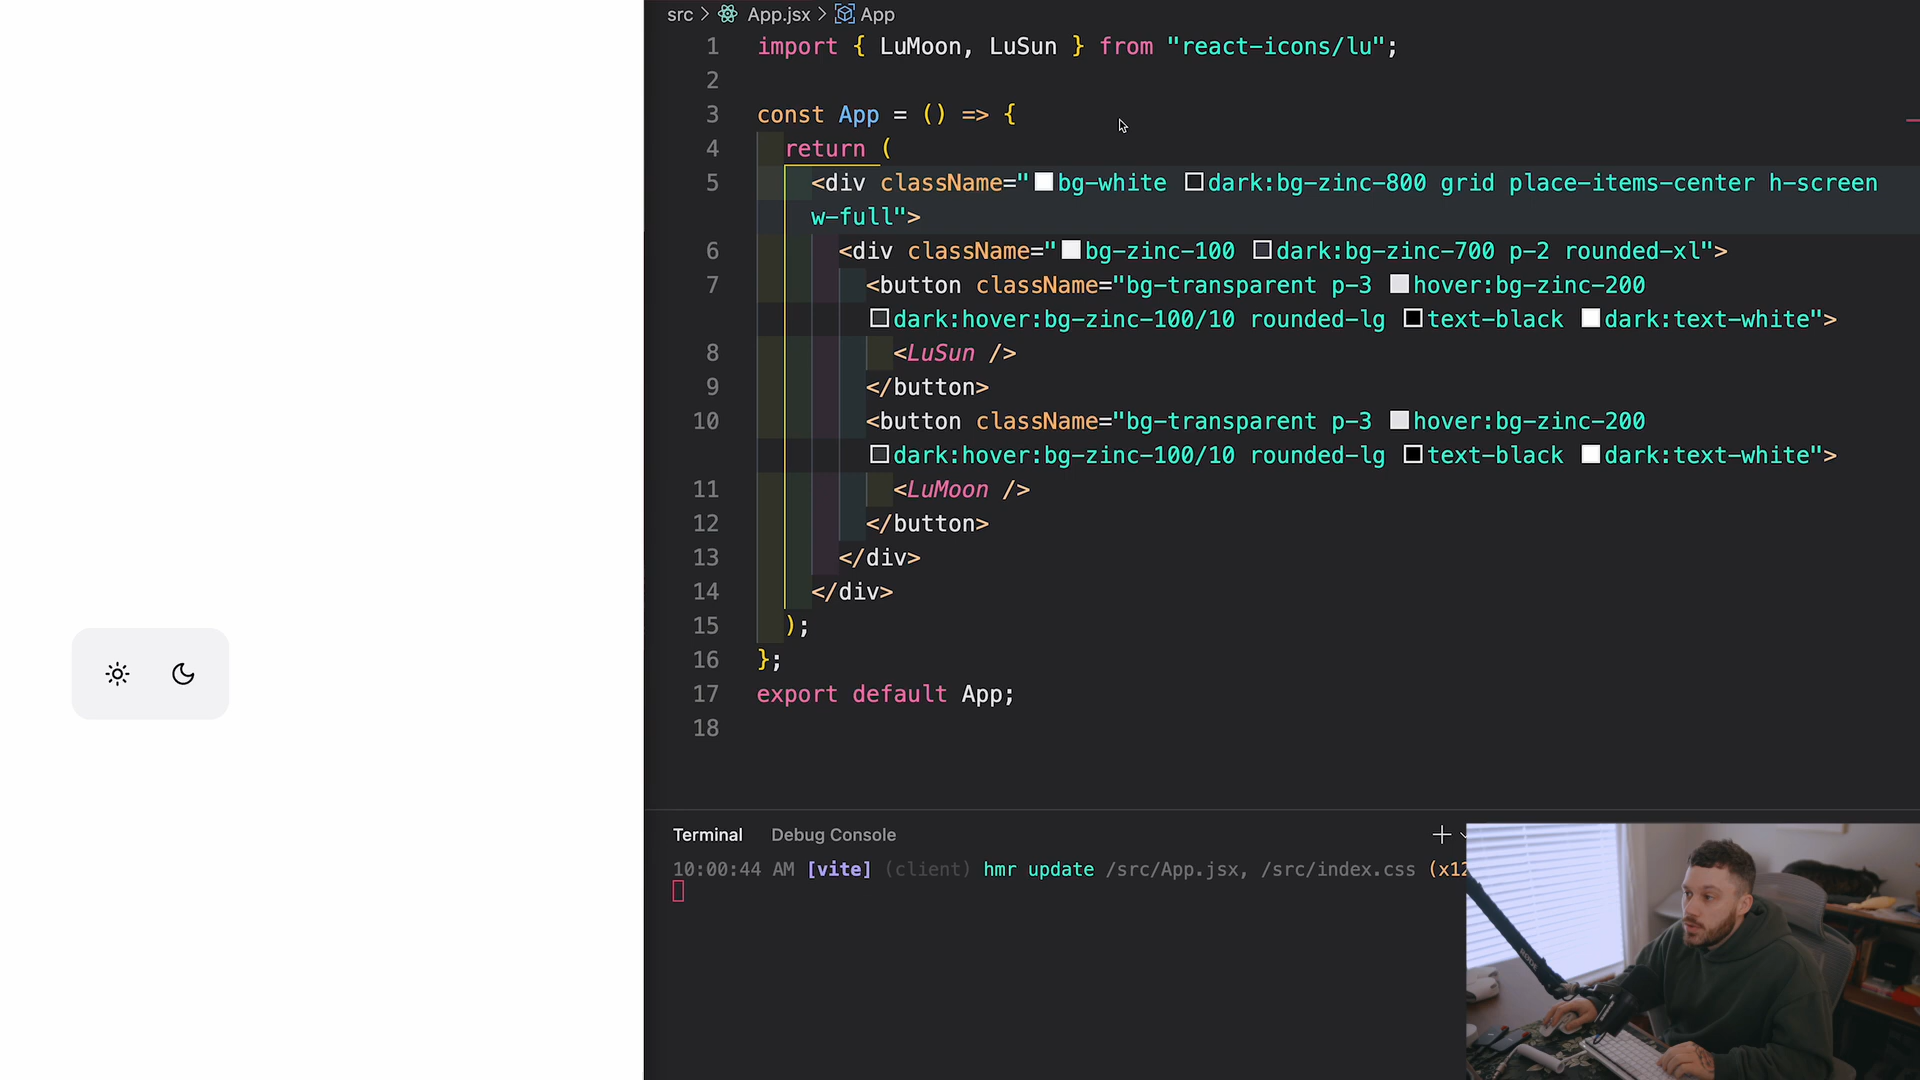 src > App.jsx > App
1 import { LuMoon, LuSun } from "react-icons/lu";
2
3 const App = () => {
4 return (
5 <div className="bg-white dark:bg-zinc-800 grid place-items-center h-screen
w-full">
6 <div className="bg-zinc-100 dark:bg-zinc-700 p-2 rounded-xl">
7 <button className="bg-transparent p-3 hover:bg-zinc-200
dark:hover:bg-zinc-100/10 rounded-lg text-black dark:text-white">
8 <LuSun />
9 </button>
10 <button className="bg-transparent p-3 hover:bg-zinc-200
dark:hover:bg-zinc-100/10 rounded-lg text-black dark:text-white">
11 <LuMoon />
12 </button>
13 </div>
14 </div>
15 );
16 };
17 export default App;
18
Terminal Debug Console
10:00:44 AM [vite] (client) hmr update /src/App.jsx, /src/index.css (x12
RODE